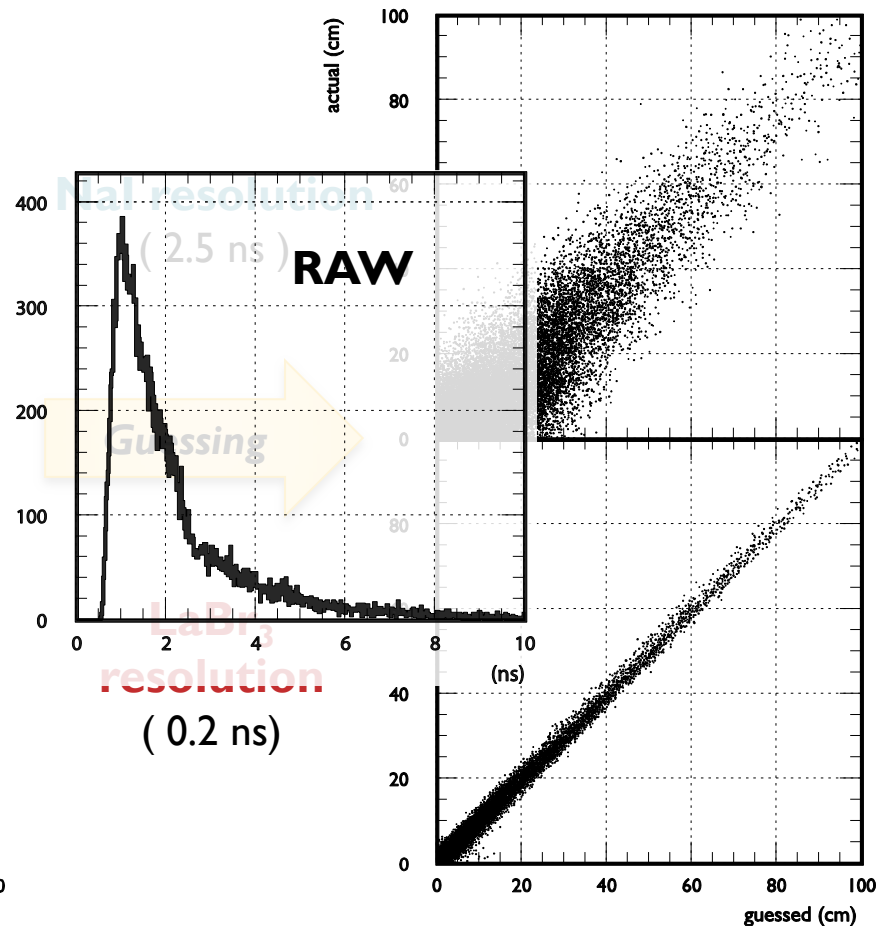 100
actual (cm)
80
60
NaI resolution
400
( 2.5 ns )
RAW
300
20
200
Guessing
0
100
80
0
LaBr₃
0 2 4 6 8 10
(ns)
resolution
40
( 0.2 ns)
20
0
0 20 40 60 80 100
0
guessed (cm)